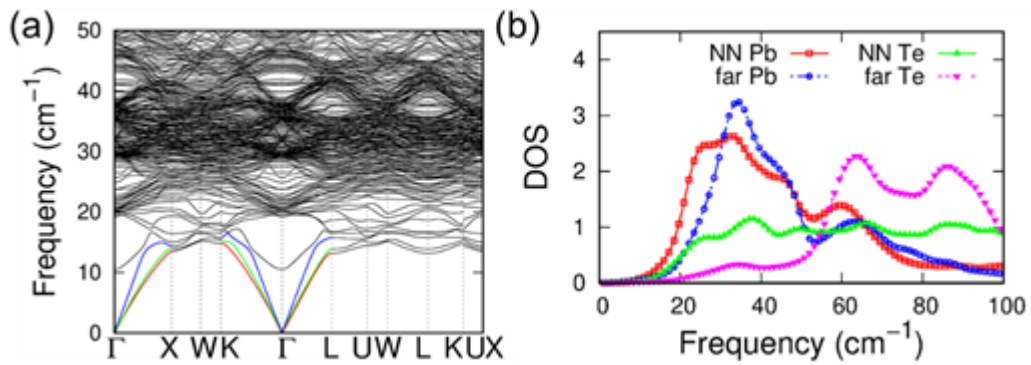 (a)
Frequency (cm⁻¹)
50
40
30
20
10
0
Γ X W K Γ L U W L K U X
(b)
DOS
4
3
2
1
0
NN Pb
far Pb
NN Te
far Te
0 20 40 60 80 100
Frequency (cm⁻¹)